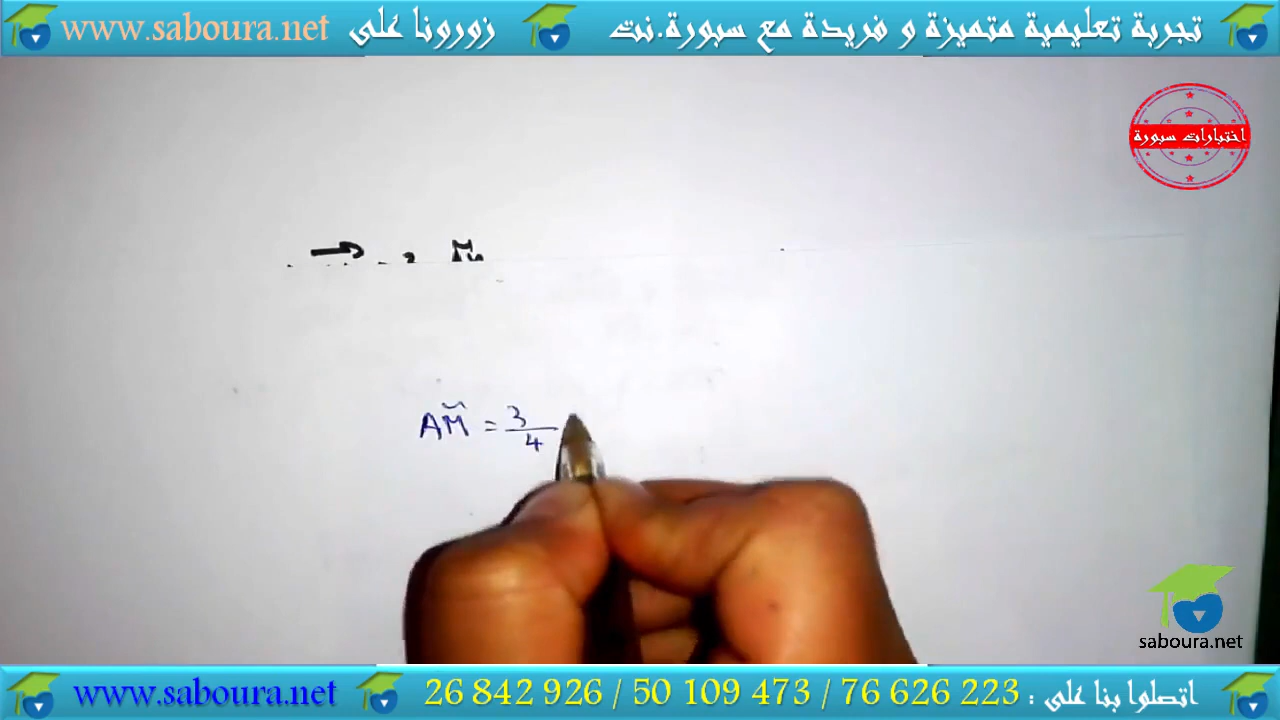 تجربة تعليمية متميزة و فريدة مع سبورة.نت زورونا على www.saboura.net
اختبارات سبورة
AM = 3/4
saboura.net
اتصلوا بنا على : 26 842 926 / 50 109 473 / 76 626 223 www.saboura.net